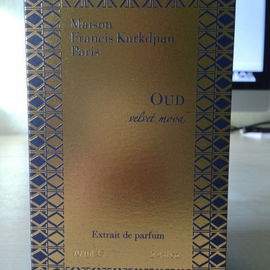 Maison
Francis Kurkdjian
Paris
OUD
velvet mood
Extrait de parfum